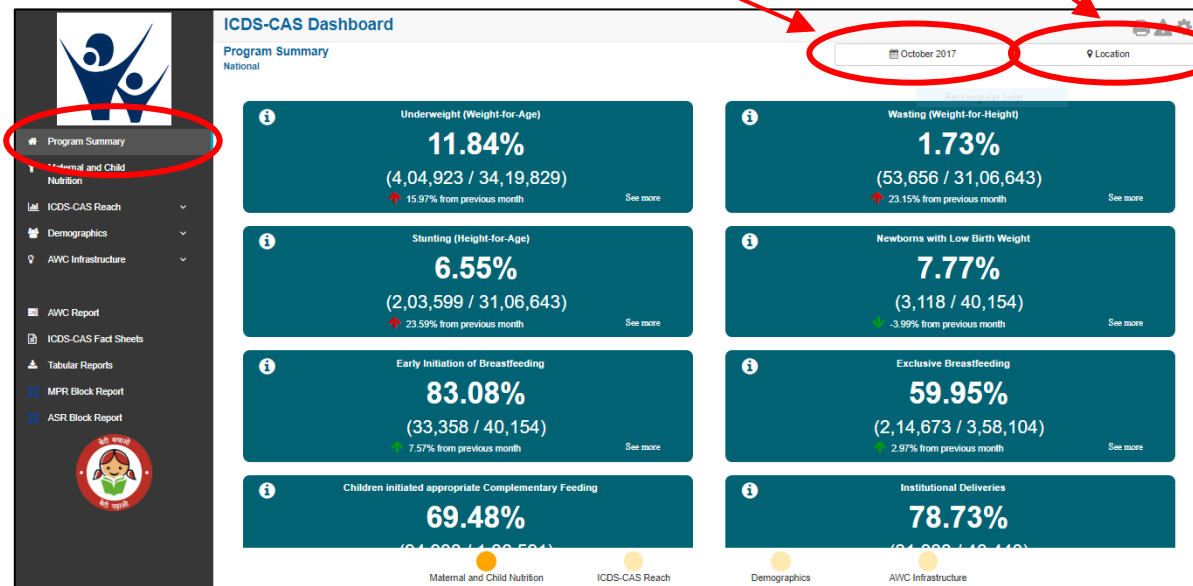 ICDS-CAS Dashboard
Program Summary
National
October 2017
Location
Rectangular Snip
Program Summary
Maternal and Child
Nutrition
ICDS-CAS Reach
Demographics
AWC Infrastructure
AWC Report
ICDS-CAS Fact Sheets
Tabular Reports
MPR Block Report
ASR Block Report
बेटी बचाओ
बेटी पढ़ाओ
Underweight (Weight-for-Age)
11.84%
(4,04,923 / 34,19,829)
15.97% from previous month
See more
Wasting (Weight-for-Height)
1.73%
(53,656 / 31,06,643)
23.15% from previous month
See more
Stunting (Height-for-Age)
6.55%
(2,03,599 / 31,06,643)
23.59% from previous month
See more
Newborns with Low Birth Weight
7.77%
(3,118 / 40,154)
-3.99% from previous month
See more
Early Initiation of Breastfeeding
83.08%
(33,358 / 40,154)
7.57% from previous month
See more
Exclusive Breastfeeding
59.95%
(2,14,673 / 3,58,104)
2.97% from previous month
See more
Children initiated appropriate Complementary Feeding
69.48%
Institutional Deliveries
78.73%
Maternal and Child Nutrition
ICDS-CAS Reach
Demographics
AWC Infrastructure